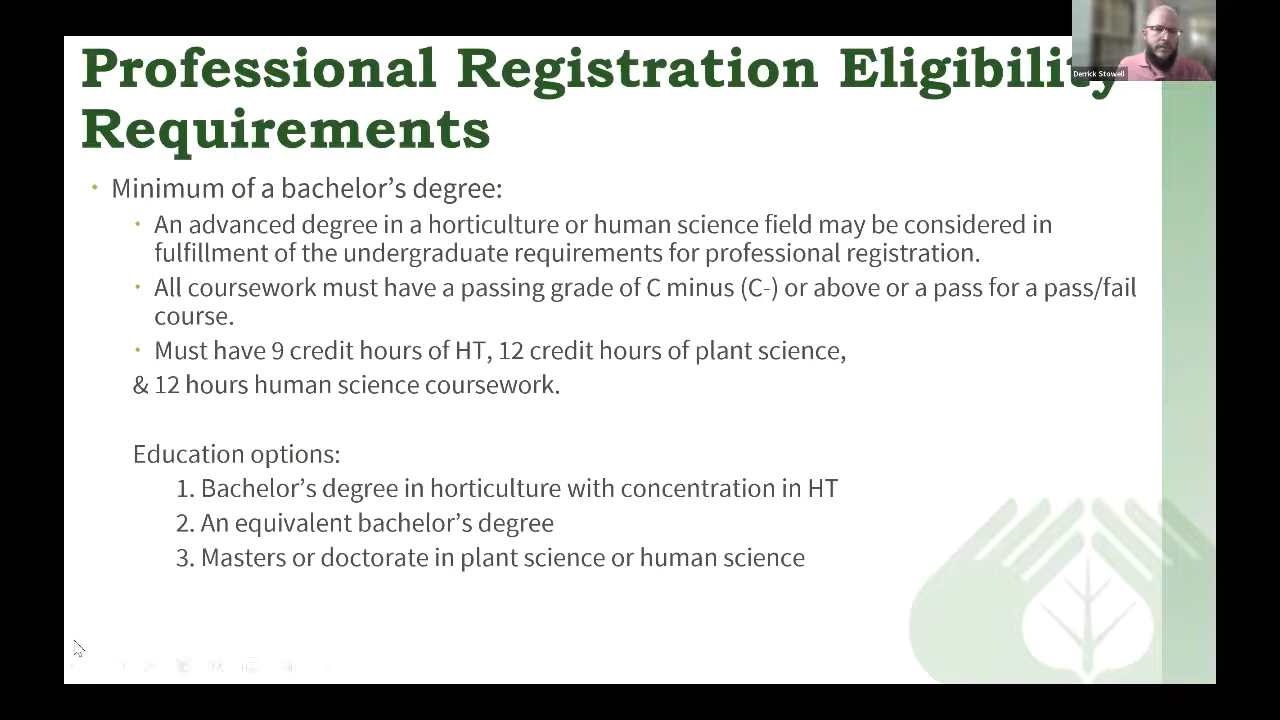 Professional Registration Eligibility
Requirements
Derrick Stowell
• Minimum of a bachelor's degree:
• An advanced degree in a horticulture or human science field may be considered in
fulfillment of the undergraduate requirements for professional registration.
• All coursework must have a passing grade of C minus (C-) or above or a pass for a pass/fail
course.
• Must have 9 credit hours of HT, 12 credit hours of plant science,
& 12 hours human science coursework.
Education options:
1. Bachelor's degree in horticulture with concentration in HT
2. An equivalent bachelor's degree
3. Masters or doctorate in plant science or human science